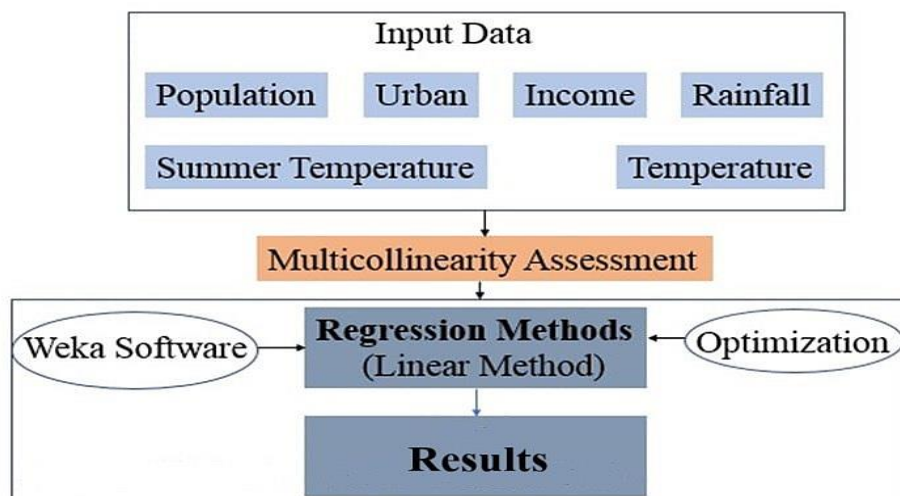 Input Data
Population Urban Income Rainfall
Summer Temperature Temperature
Multicollinearity Assessment
Weka Software
Regression Methods
(Linear Method)
Optimization
Results